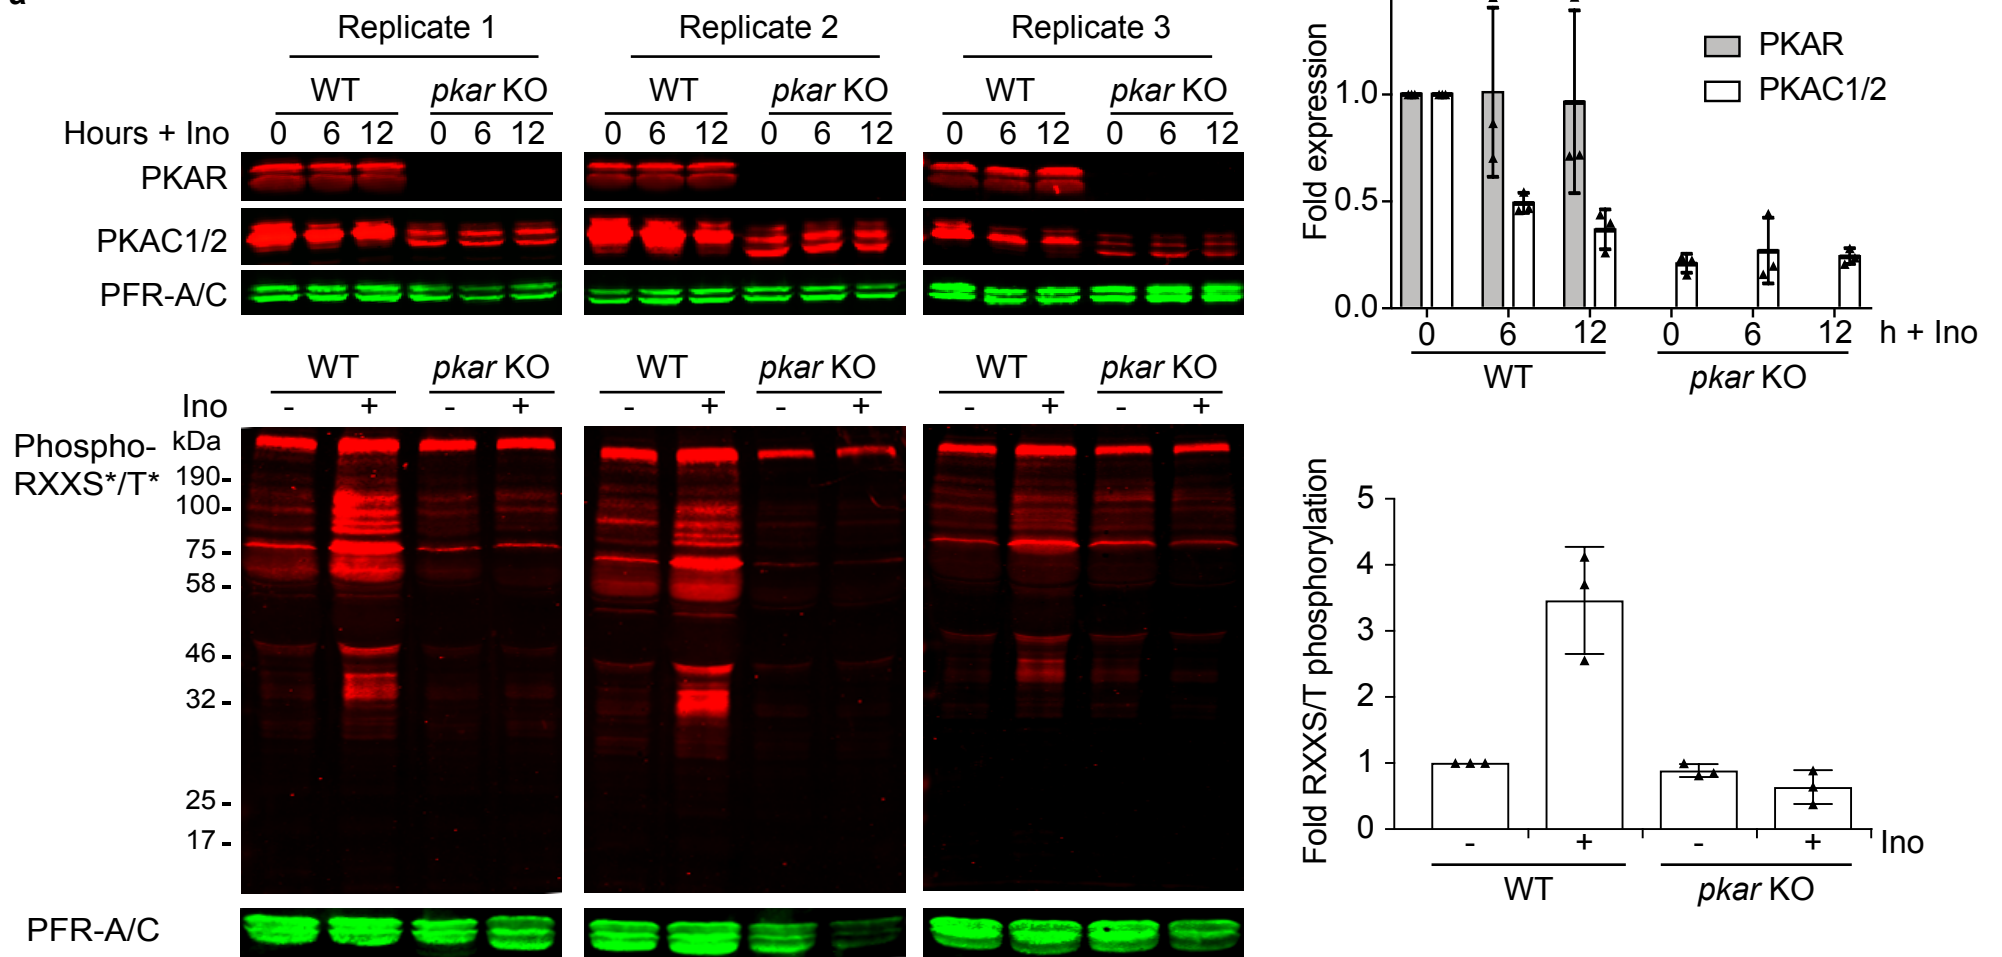 a
Replicate 1 Replicate 2 Replicate 3
WT pkar KO WT pkar KO WT pkar KO
Hours + Ino 0 6 12 0 6 12 0 6 12 0 6 12 0 6 12 0 6 12
PKAR
PKAC1/2
PFR-A/C
WT pkar KO WT pkar KO WT pkar KO
Ino - + - + - + - + - + - +
Phospho-
RXXS*/T*
kDa
190
100
75
58
46
32
25
17
PFR-A/C
Fold expression
1.0
0.5
0.0
PKAR
PKAC1/2
0 6 12 0 6 12 h + Ino
WT pkar KO
Fold RXXS/T phosphorylation
5
4
3
2
1
0
- + - + Ino
WT pkar KO